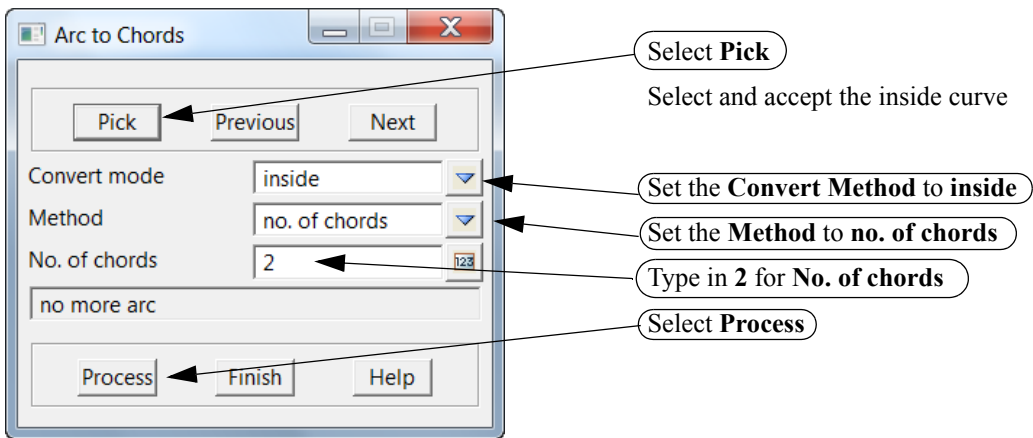 Arc to Chords
Select Pick
Select and accept the inside curve
Pick Previous Next
Convert mode inside
Set the Convert Method to inside
Method no. of chords
Set the Method to no. of chords
No. of chords 2 123
Type in 2 for No. of chords
no more arc
Select Process
Process Finish Help